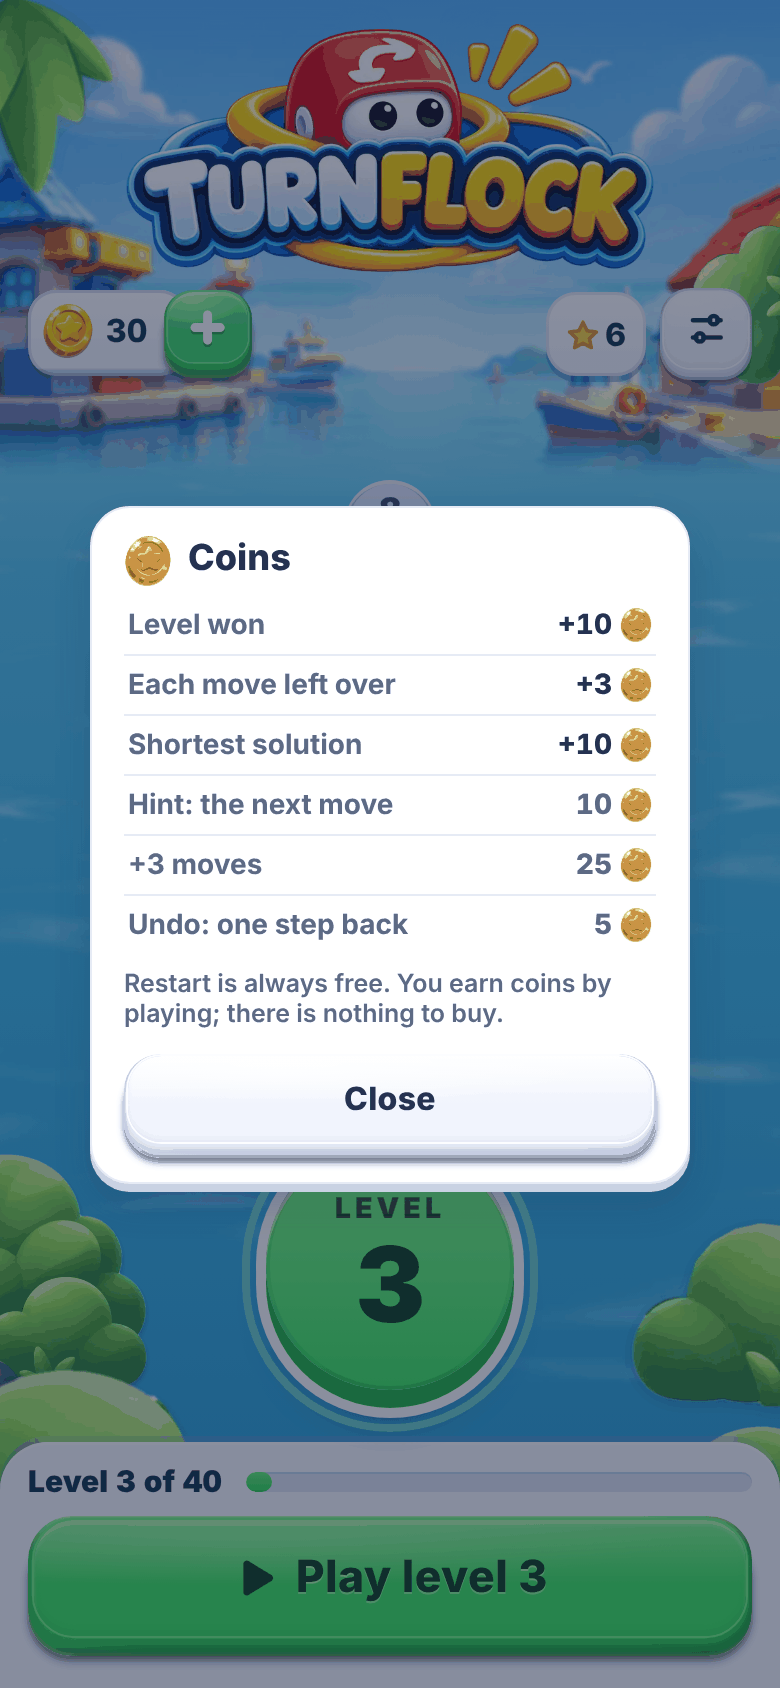 TURNFLOCK
30
6
8
Coins
Level won +10
Each move left over +3
Shortest solution +10
Hint: the next move 10
+3 moves 25
Undo: one step back 5
Restart is always free. You earn coins by
playing; there is nothing to buy.
Close
LEVEL
3
Level 3 of 40
Play level 3